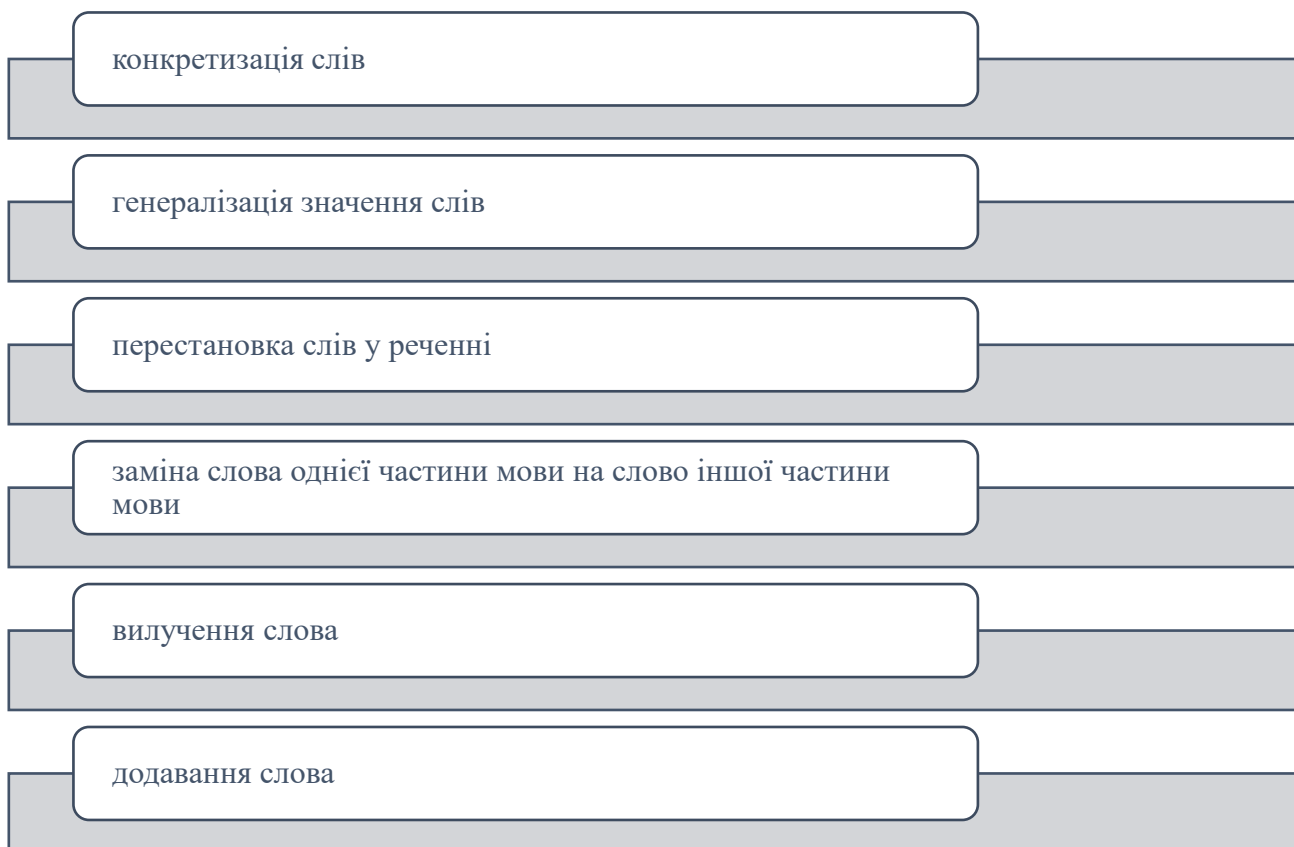 конкретизація слів
генералізація значення слів
перестановка слів у реченні
заміна слова однієї частини мови на слово іншої частини
мови
вилучення слова
додавання слова